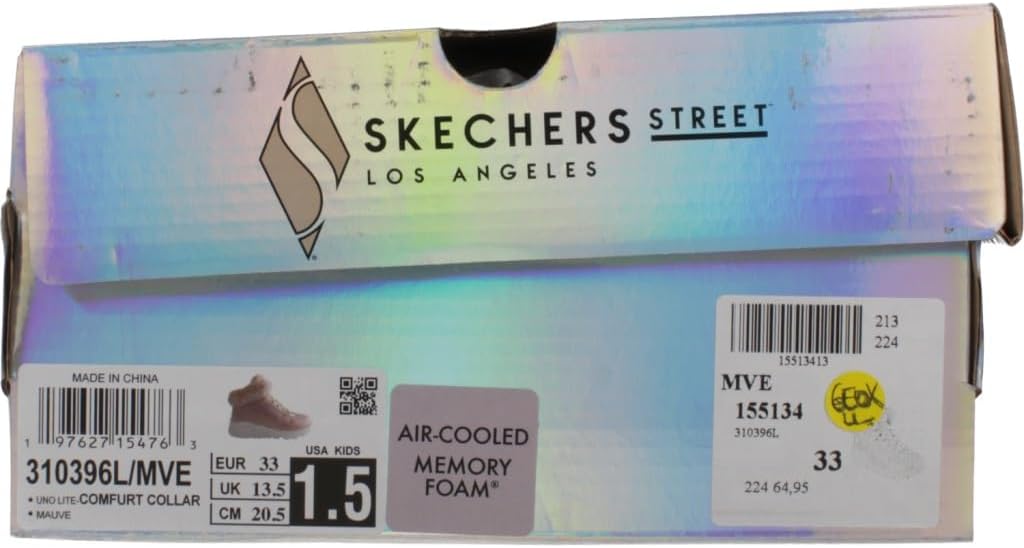 SKECHERS STREET™
LOS ANGELES
MADE IN CHINA
1 97627 15476 3
310396L/MVE
• UNO LITE-COMFURT COLLAR
• MAUVE
EUR 33
UK 13.5
CM 20.5
USA KIDS
1.5
AIR-COOLED
MEMORY
FOAM®
213
224
15513413
MVE
155134
310396L
33
224 64,95
GEOX